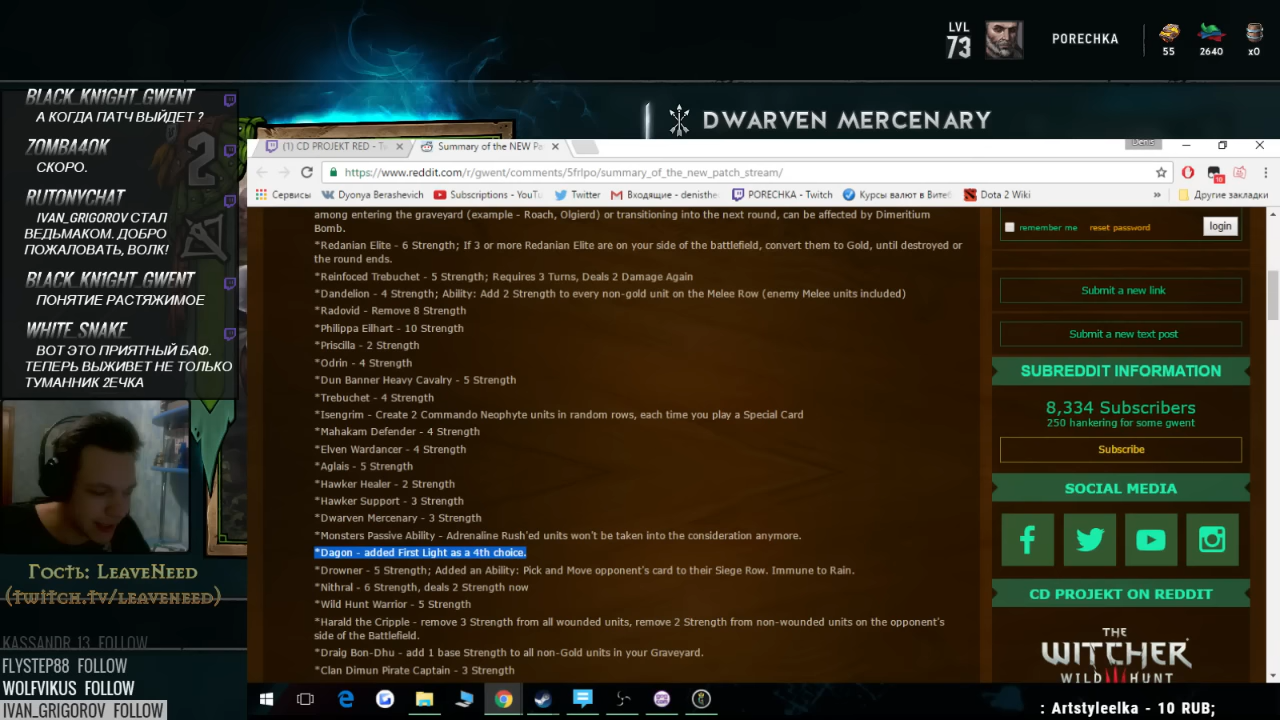 LVL
73
PORECHKA
55
2640
x0
DWARVEN MERCENARY
BLACK_KN1GHT_GWENT
А КОГДА ПАТЧ ВЫЙДЕТ ?
ZOMBA4OK
СКОРО.
BUTONYCHAT
IVAN_GRIGOROV СТАЛ
ВЕДЬМАКОМ. ДОБРО
ПОЖАЛОВАТЬ, ВОЛК!
BLACK_KN1GHT_GWENT
ПОНЯТИЕ РАСТЯЖИМОЕ
WHITE_SNAKE_
ВОТ ЭТО ПРИЯТНЫЙ БАФ.
ТЕПЕРЬ ВЫЖИВЕТ НЕ ТОЛЬКО
ТУМАННИК 2ЕЧКА
2
(1) CD PROJEKT RED - T
Summary of the NEW Pa
Denis
https://www.reddit.com/r/gwent/comments/5frlpo/summary_of_the_new_patch_stream/
Сервисы
Dyonya Berashevich
Subscriptions - YouTu
Twitter
Входящие - denisthe
PORECHKA - Twitch
Курсы валют в Витеб
Dota 2 Wiki
»
Другие закладки
among entering the graveyard (example - Roach, Olgierd) or transitioning into the next round, can be affected by Dimeritium
Bomb.
*Redanian Elite - 6 Strength; If 3 or more Redanian Elite are on your side of the battlefield, convert them to Gold, until destroyed or
the round ends.
*Reinfoced Trebuchet - 5 Strength; Requires 3 Turns, Deals 2 Damage Again
*Dandelion - 4 Strength; Ability: Add 2 Strength to every non-gold unit on the Melee Row (enemy Melee units included)
*Radovid - Remove 8 Strength
*Philippa Eilhart - 10 Strength
*Priscilla - 2 Strength
*Odrin - 4 Strength
*Dun Banner Heavy Cavalry - 5 Strength
*Trebuchet - 4 Strength
*Isengrim - Create 2 Commando Neophyte units in random rows, each time you play a Special Card
*Mahakam Defender - 4 Strength
*Elven Wardancer - 4 Strength
*Aglais - 5 Strength
*Hawker Healer - 2 Strength
*Hawker Support - 3 Strength
*Dwarven Mercenary - 3 Strength
*Monsters Passive Ability - Adrenaline Rush'ed units won't be taken into the consideration anymore.
*Dagon - added First Light as a 4th choice.
*Drowner - 5 Strength; Added an Ability: Pick and Move opponent's card to their Siege Row. Immune to Rain.
*Nithral - 6 Strength, deals 2 Strength now
*Wild Hunt Warrior - 5 Strength
*Harald the Cripple - remove 3 Strength from all wounded units, remove 2 Strength from non-wounded units on the opponent's
side of the Battlefield.
*Draig Bon-Dhu - add 1 base Strength to all non-Gold units in your Graveyard.
*Clan Dimun Pirate Captain - 3 Strength
remember me
reset password
login
Submit a new link
Submit a new text post
SUBREDDIT INFORMATION
8,334 Subscribers
250 hankering for some gwent
Subscribe
SOCIAL MEDIA
CD PROJEKT ON REDDIT
THE
WITCHER
WILD HUNT
Гость: LeaveNeed
(twitch.tv/leaveneed)
KASSANDR_13 FOLLOW
FLYSTEP88 FOLLOW
WOLFVIKUS FOLLOW
IVAN_GRIGOROV FOLLOW
: Artstyleelka - 10 RUB;